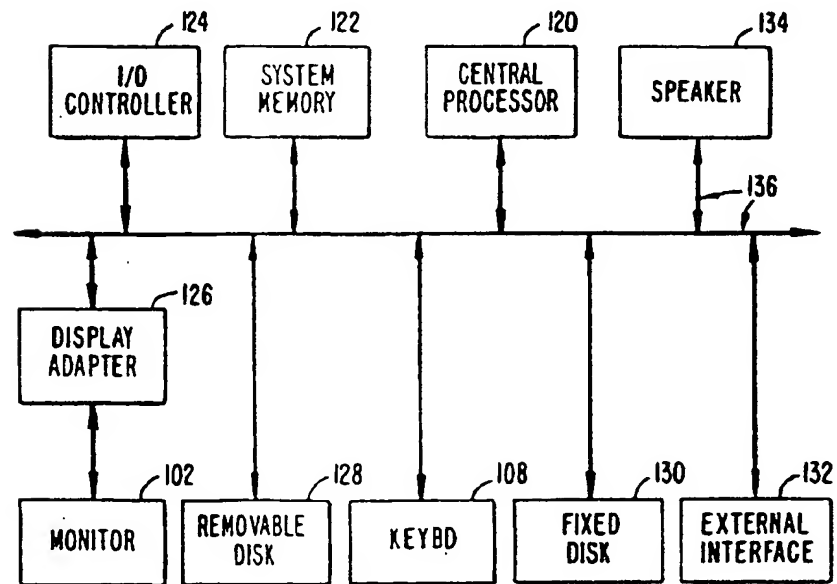 124
I/O
CONTROLLER
122
SYSTEM
MEMORY
120
CENTRAL
PROCESSOR
134
SPEAKER
136
126
DISPLAY
ADAPTER
102
MONITOR
128
REMOVABLE
DISK
108
KEYBD
130
FIXED
DISK
132
EXTERNAL
INTERFACE